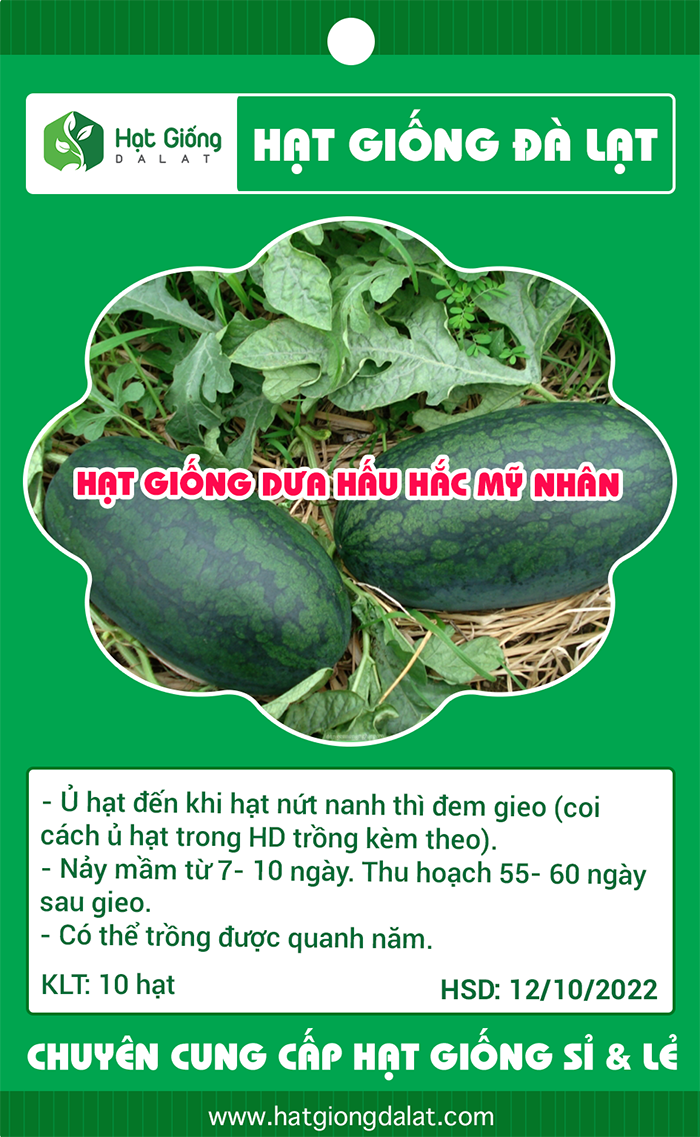 Hạt Giống
DALAT
HẠT GIỐNG ĐÀ LẠT
HẠT GIỐNG DƯA HẤU HẮC MỸ NHÂN
- Ủ hạt đến khi hạt nứt nanh thì đem gieo (coi
cách ủ hạt trong HD trồng kèm theo).
- Nảy mầm từ 7- 10 ngày. Thu hoạch 55- 60 ngày
sau gieo.
- Có thể trồng được quanh năm.
KLT: 10 hạt
HSD: 12/10/2022
CHUYÊN CUNG CẤP HẠT GIỐNG SỈ & LẺ
www.hatgiongdalat.com